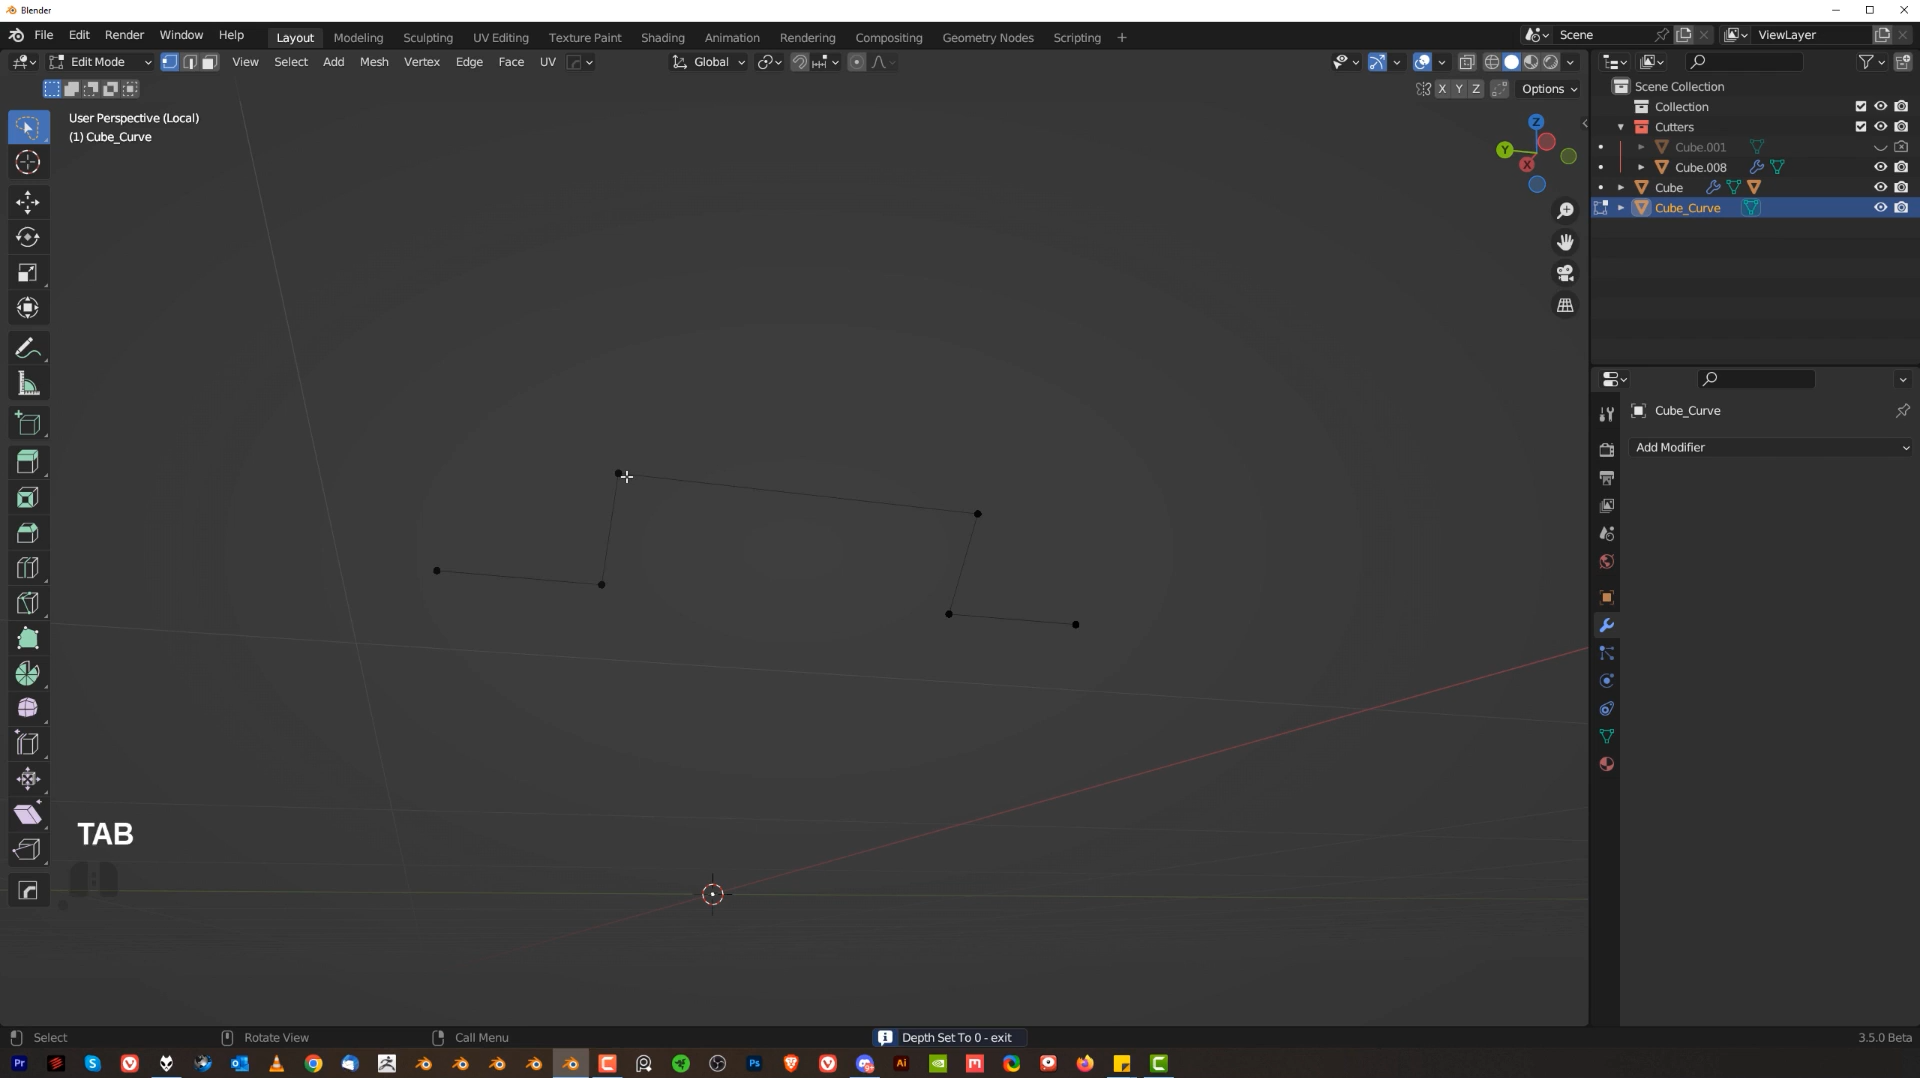 Blender
File Edit Render Window Help Layout Modeling Sculpting UV Editing Texture Paint Shading Animation Rendering Compositing Geometry Nodes Scripting + Scene ViewLayer
Edit Mode View Select Add Mesh Vertex Edge Face UV Global
X Y Z Options
User Perspective (Local)
(1) Cube_Curve
Z
Y
X
Scene Collection
Collection
Cutters
Cube.001
Cube.008
Cube
Cube_Curve
Cube_Curve
Add Modifier
TAB
Select Rotate View Call Menu Depth Set To 0 - exit 3.5.0 Beta
Pr S Ps Ai M C